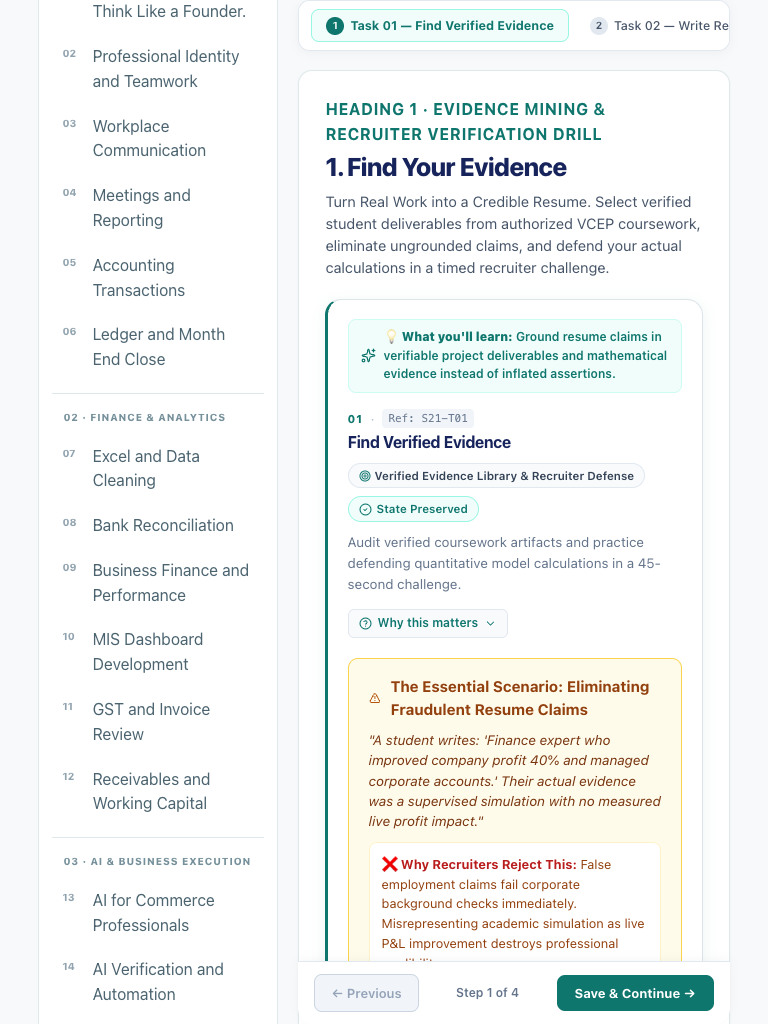 Think Like a Founder.
02 Professional Identity
and Teamwork
03 Workplace
Communication
04 Meetings and
Reporting
05 Accounting
Transactions
06 Ledger and Month
End Close
02 · FINANCE & ANALYTICS
07 Excel and Data
Cleaning
08 Bank Reconciliation
09 Business Finance and
Performance
10 MIS Dashboard
Development
11 GST and Invoice
Review
12 Receivables and
Working Capital
03 · AI & BUSINESS EXECUTION
13 AI for Commerce
Professionals
14 AI Verification and
Automation
1 Task 01 — Find Verified Evidence
2 Task 02 — Write Re
HEADING 1 · EVIDENCE MINING &
RECRUITER VERIFICATION DRILL
1. Find Your Evidence
Turn Real Work into a Credible Resume. Select verified
student deliverables from authorized VCEP coursework,
eliminate ungrounded claims, and defend your actual
calculations in a timed recruiter challenge.
💡 What you'll learn: Ground resume claims in
verifiable project deliverables and mathematical
evidence instead of inflated assertions.
01 · Ref: S21-T01
Find Verified Evidence
Verified Evidence Library & Recruiter Defense
State Preserved
Audit verified coursework artifacts and practice
defending quantitative model calculations in a 45-
second challenge.
Why this matters
The Essential Scenario: Eliminating
Fraudulent Resume Claims
"A student writes: 'Finance expert who
improved company profit 40% and managed
corporate accounts.' Their actual evidence
was a supervised simulation with no measured
live profit impact."
❌ Why Recruiters Reject This: False
employment claims fail corporate
background checks immediately.
Misrepresenting academic simulation as live
P&L improvement destroys professional
← Previous
Step 1 of 4
Save & Continue →